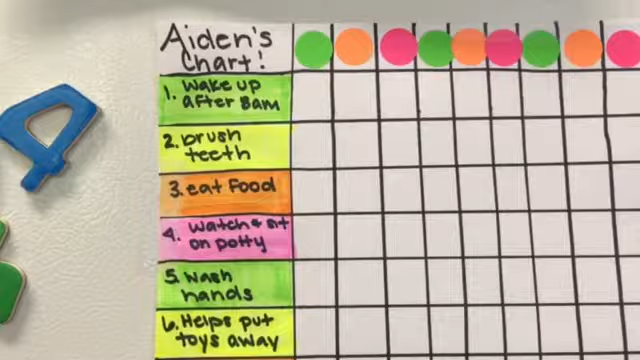 Aiden's
Chart!
1. Wake up
after 8am
2. brush
teeth
3. eat Food
4. Watch & sit
on potty
5. Wash
hands
6. Helps put
toys away